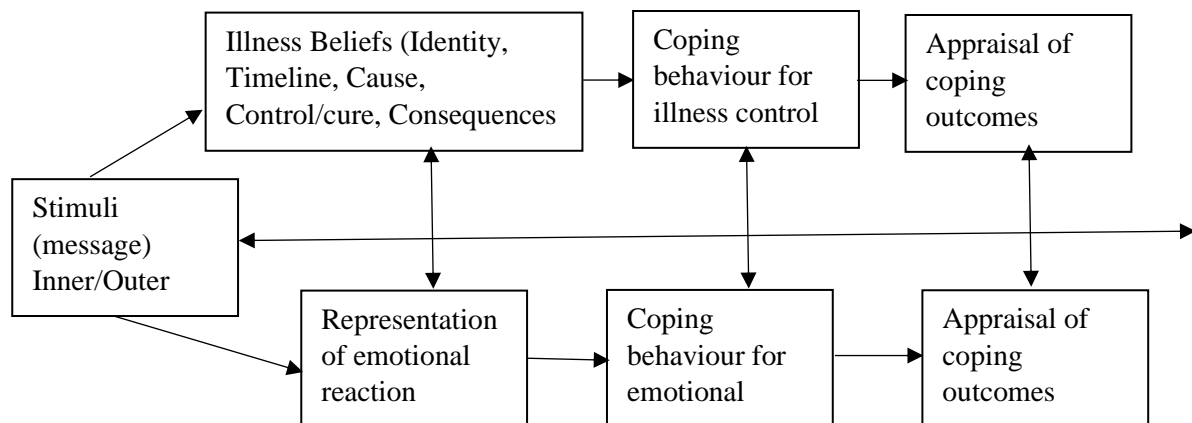 Illness Beliefs (Identity,
Timeline, Cause,
Control/cure, Consequences
Coping
behaviour for
illness control
Appraisal of
coping
outcomes
Stimuli
(message)
Inner/Outer
Representation
of emotional
reaction
Coping
behaviour for
emotional
Appraisal of
coping
outcomes